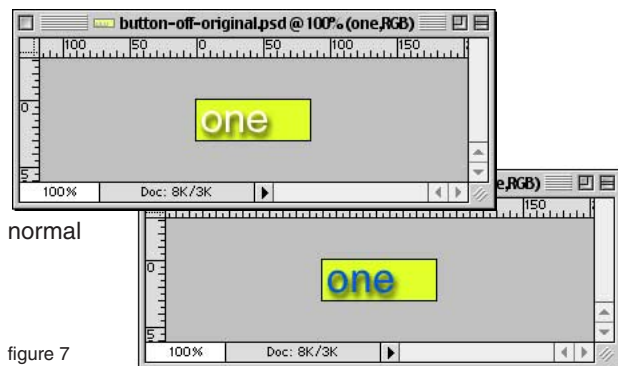 button-off-original.psd @ 100% (one,RGB)
100 50 0 50 100 150
0
one
5
100% Doc: 8K/3K
normal
e,RGB)
150
0
one
5
100% Doc: 8K/3K
figure 7